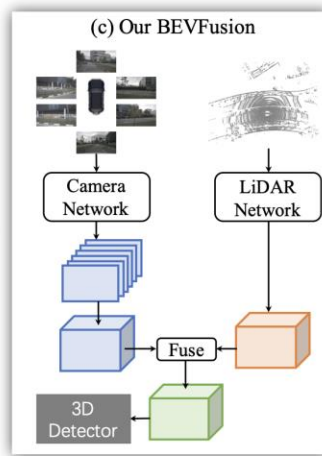 (c) Our BEVFusion
Camera
Network
LiDAR
Network
Fuse
3D
Detector